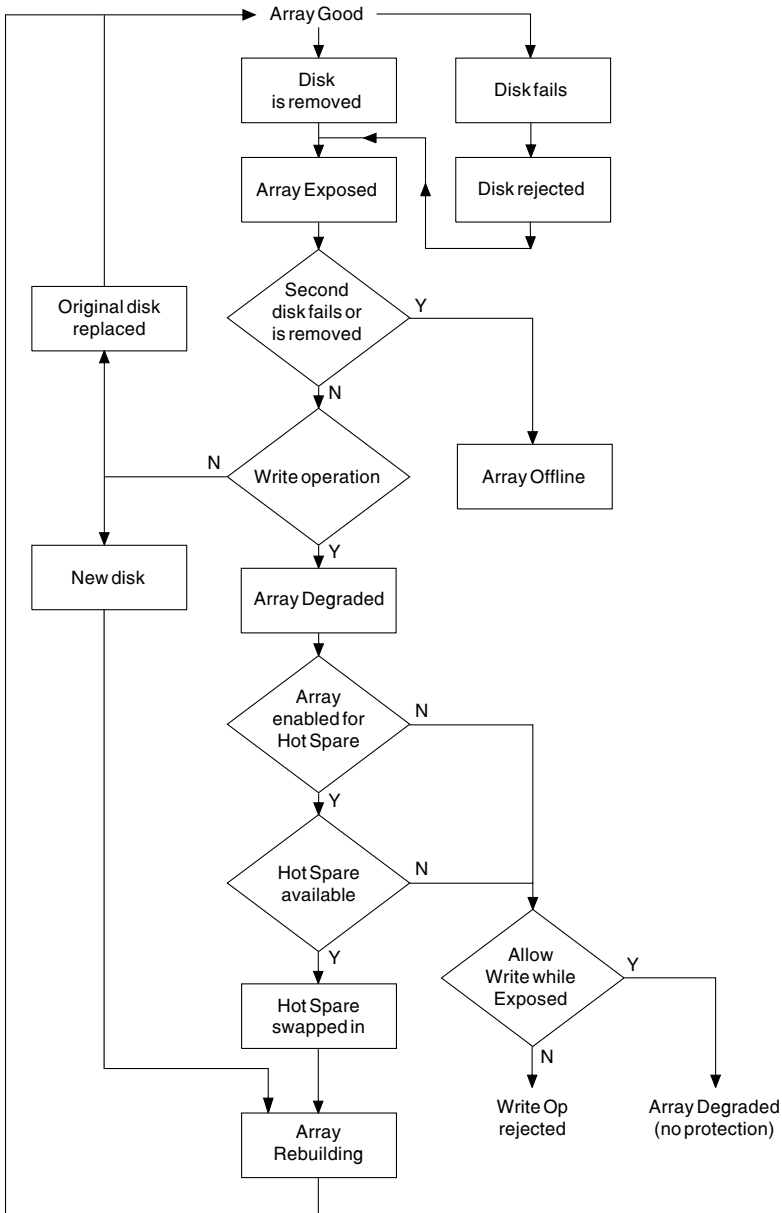 Array Good
Disk
is removed
Disk fails
Array Exposed
Disk rejected
Second
disk fails or
is removed
Y
Original disk
replaced
N
N
Write operation
Array Offline
Y
New disk
Array Degraded
Array
enabled for
Hot Spare
N
Y
Hot Spare
available
N
Y
Allow
Write while
Exposed
Y
Hot Spare
swapped in
N
Write Op
rejected
Array Degraded
(no protection)
Array
Rebuilding